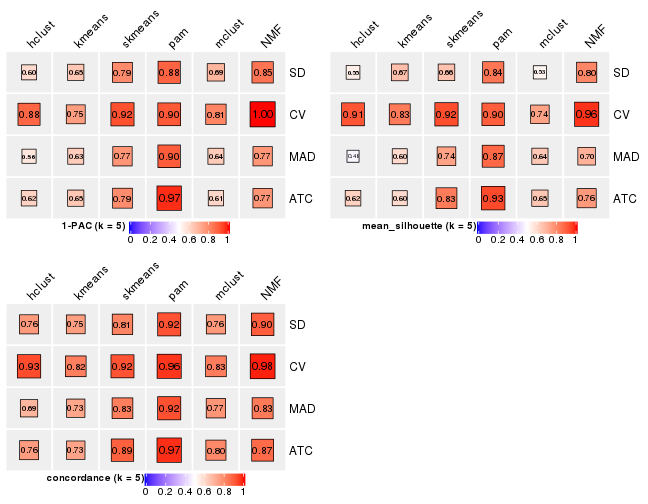 hclust kmeans skmeans pam mclust NMF
0.60 0.65 0.79 0.88 0.69 0.85 SD
0.88 0.75 0.92 0.90 0.81 1.00 CV
0.56 0.63 0.77 0.90 0.64 0.77 MAD
0.62 0.65 0.79 0.97 0.61 0.77 ATC
1-PAC (k = 5)
0 0.2 0.4 0.6 0.8 1
hclust kmeans skmeans pam mclust NMF
0.67 0.66 0.84 0.53 0.80 SD
0.91 0.83 0.92 0.90 0.74 0.96 CV
0.60 0.74 0.87 0.64 0.70 MAD
0.62 0.60 0.83 0.93 0.65 0.76 ATC
mean_silhouette (k = 5)
0 0.2 0.4 0.6 0.8 1
hclust kmeans skmeans pam mclust NMF
0.76 0.75 0.81 0.92 0.76 0.90 SD
0.93 0.82 0.92 0.96 0.83 0.98 CV
0.69 0.73 0.83 0.92 0.77 0.83 MAD
0.76 0.73 0.89 0.97 0.80 0.87 ATC
concordance (k = 5)
0 0.2 0.4 0.6 0.8 1